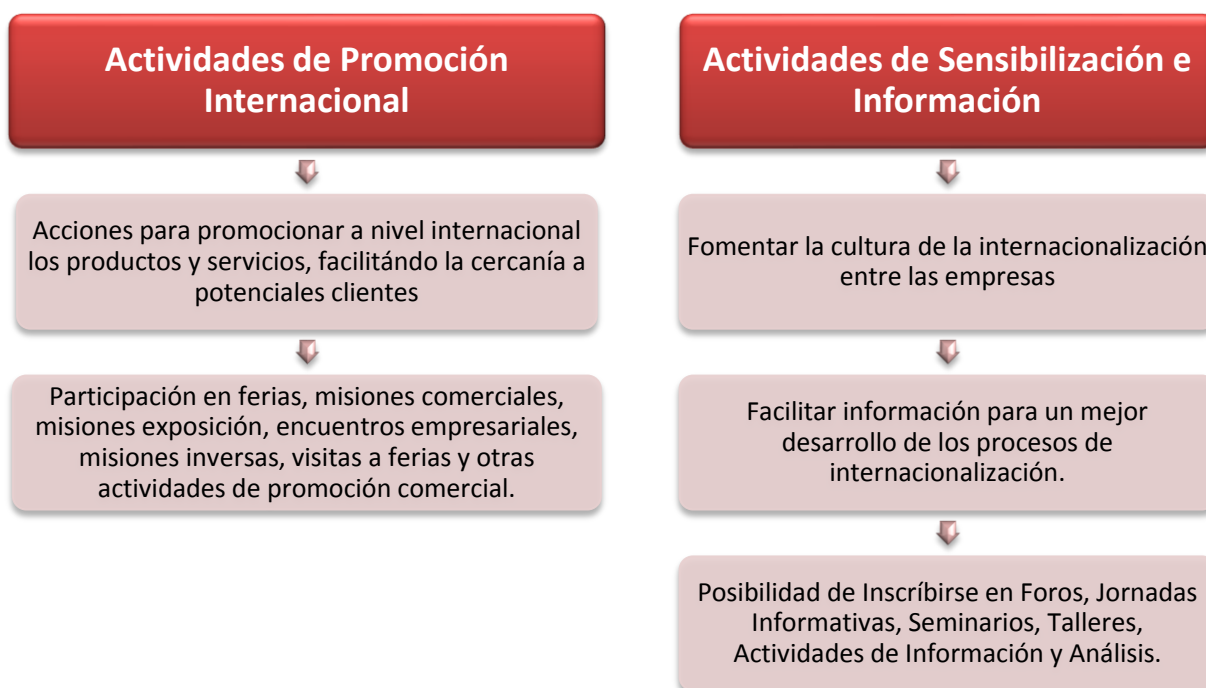 Actividades de Promoción
Internacional
Acciones para promocionar a nivel internacional
los productos y servicios, facilitándo la cercanía a
potenciales clientes
Participación en ferias, misiones comerciales,
misiones exposición, encuentros empresariales,
misiones inversas, visitas a ferias y otras
actividades de promoción comercial.
Actividades de Sensibilización e
Información
Fomentar la cultura de la internacionalización
entre las empresas
Facilitar información para un mejor
desarrollo de los procesos de
internacionalización.
Posibilidad de Inscríbirse en Foros, Jornadas
Informativas, Seminarios, Talleres,
Actividades de Información y Análisis.